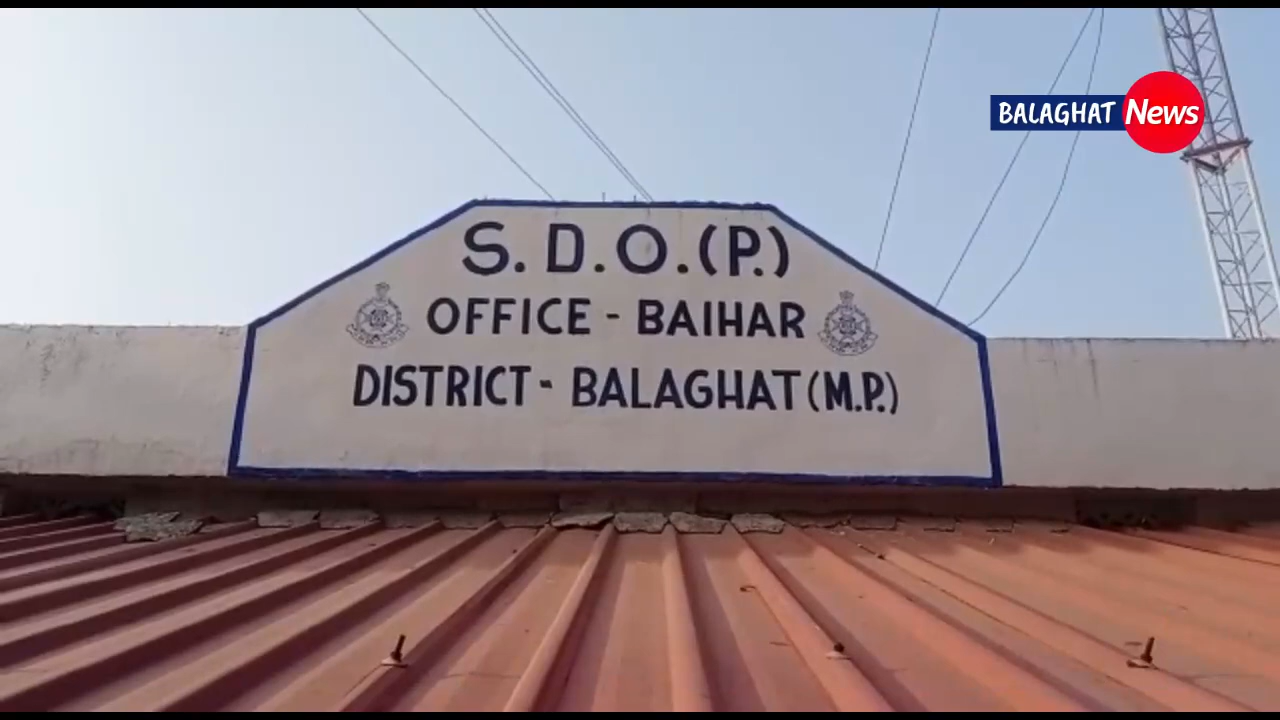 BALAGHAT News
S.D.O.(P.)
OFFICE - BAIHAR
DISTRICT - BALAGHAT (M.P.)